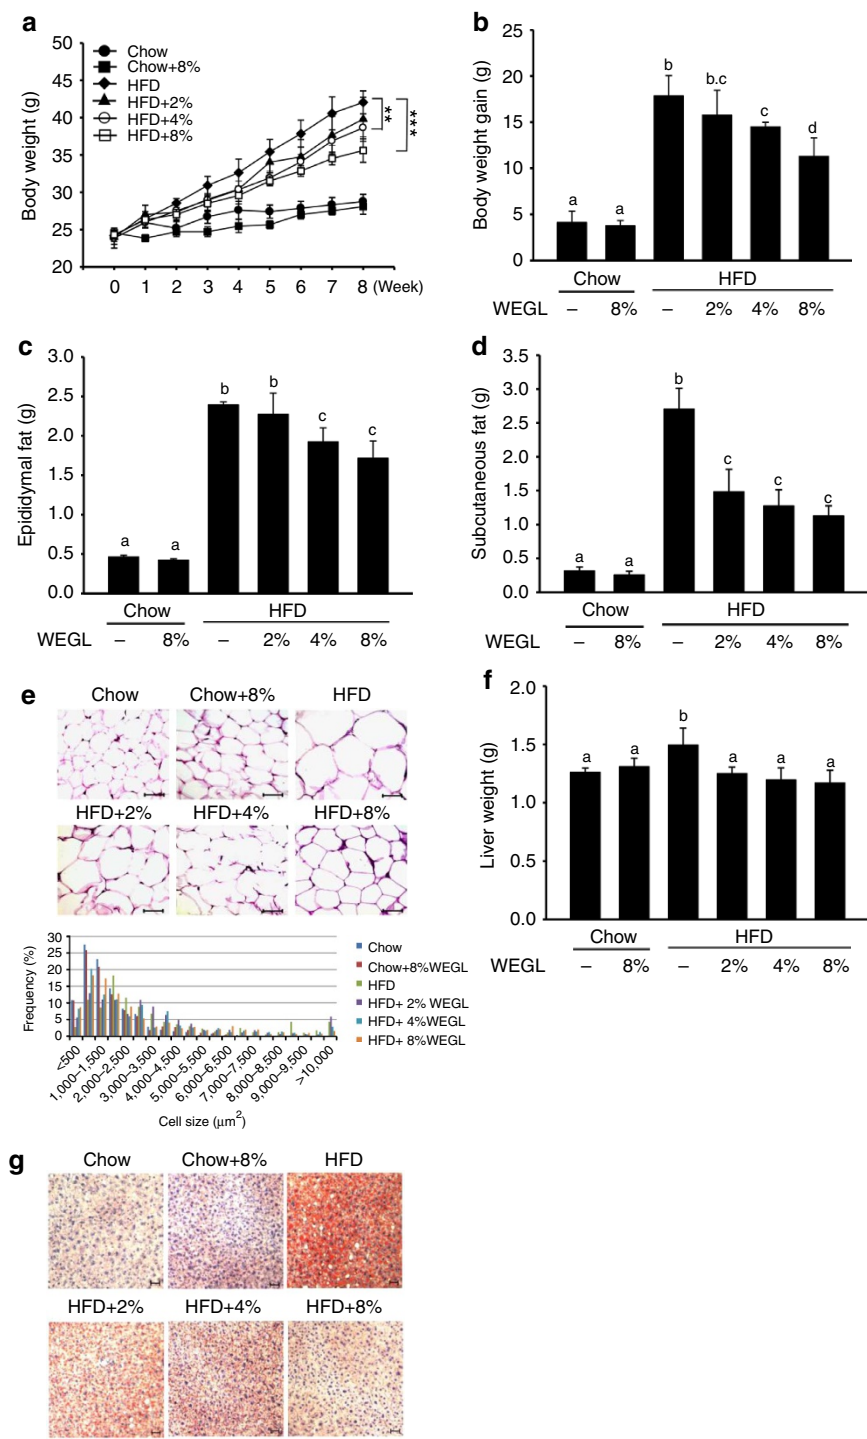 a
50
45
40
35
30
25
20
Body weight (g)
Chow
Chow+8%
HFD
HFD+2%
HFD+4%
HFD+8%
**
***
0 1 2 3 4 5 6 7 8 (Week)
b
25
20
15
10
5
0
Body weight gain (g)
a a b b.c c d
Chow HFD
WEGL – 8% – 2% 4% 8%
c
3.0
2.5
2.0
1.5
1.0
0.5
0.0
Epididymal fat (g)
a a b b c c
Chow HFD
WEGL – 8% – 2% 4% 8%
d
3.5
3.0
2.5
2.0
1.5
1.0
0.5
0.0
Subcutaneous fat (g)
a a b c c c
Chow HFD
WEGL – 8% – 2% 4% 8%
e
Chow Chow+8% HFD
HFD+2% HFD+4% HFD+8%
30
25
20
15
10
5
0
Frequency (%)
Chow
Chow+8%WEGL
HFD
HFD+ 2% WEGL
HFD+ 4%WEGL
HFD+ 8%WEGL
<500
1,000–1,500
2,000–2,500
3,000–3,500
4,000–4,500
5,000–5,500
6,000–6,500
7,000–7,500
8,000–8,500
9,000–9,500
>10,000
Cell size (μm²)
f
2.0
1.5
1.0
0.5
0.0
Liver weight (g)
a a b a a a
Chow HFD
WEGL – 8% – 2% 4% 8%
g
Chow Chow+8% HFD
HFD+2% HFD+4% HFD+8%